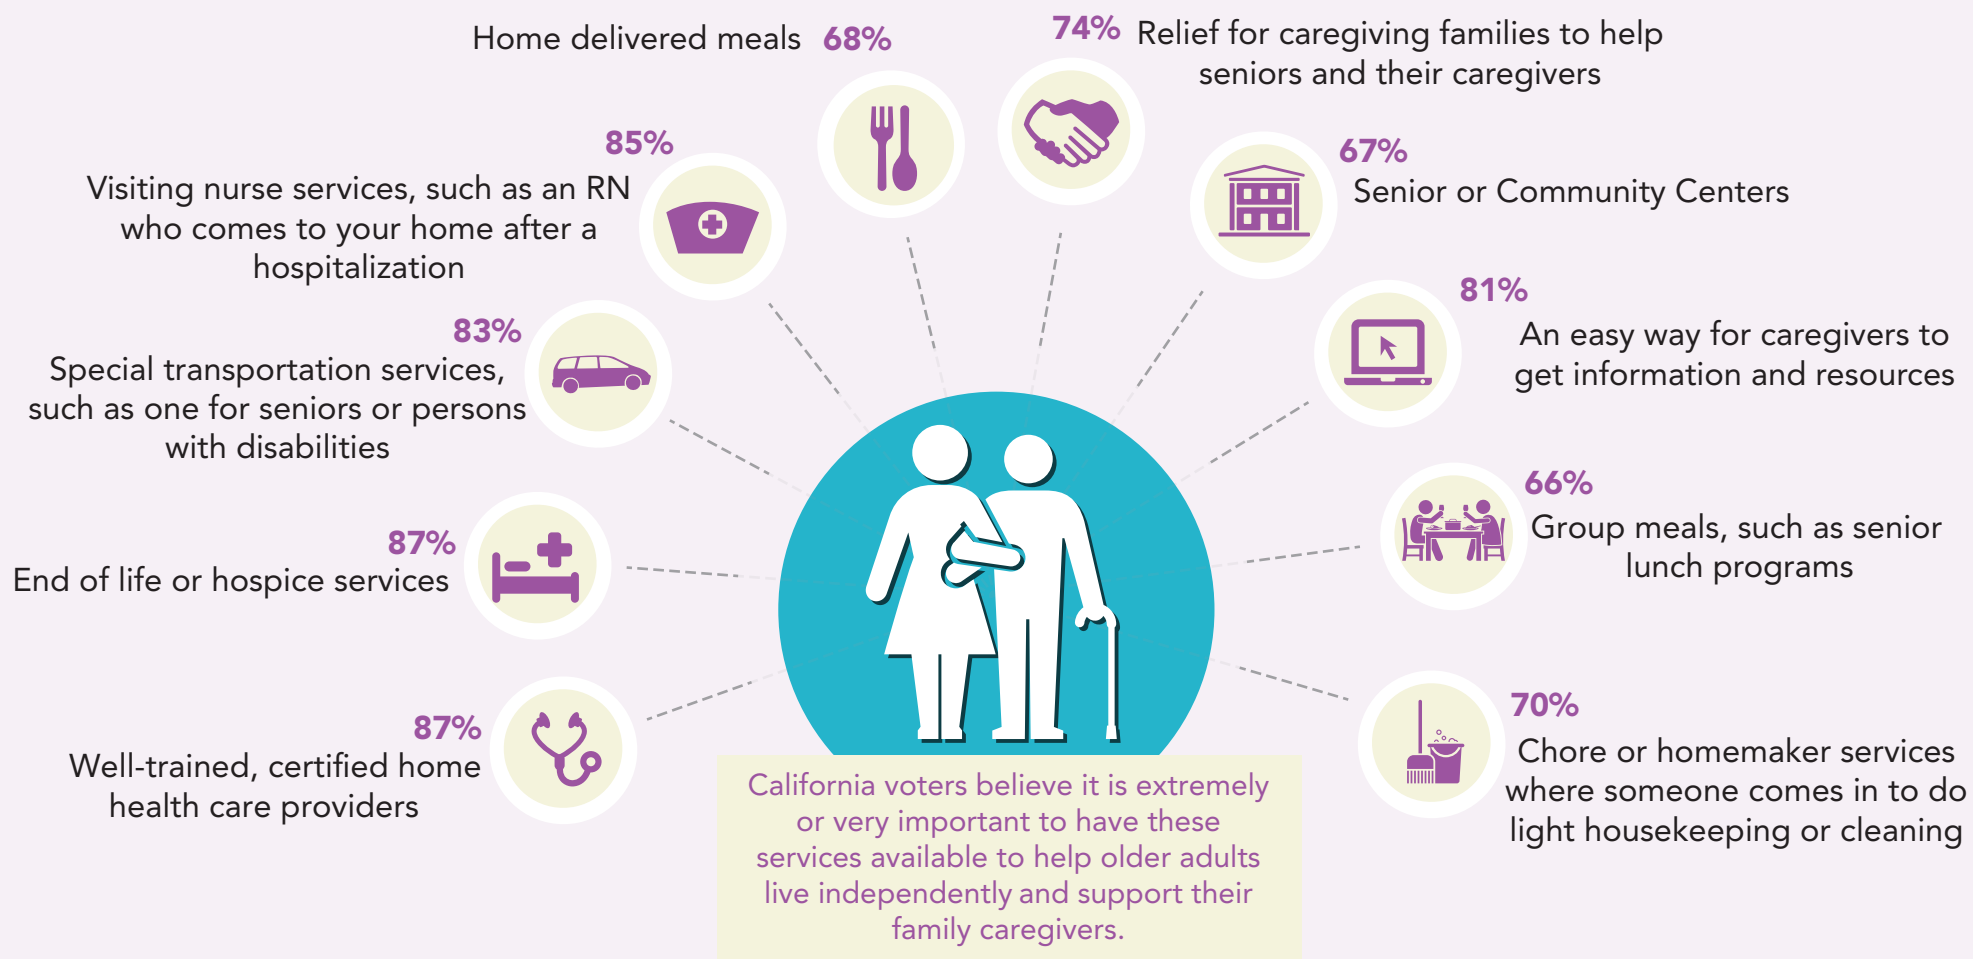 Home delivered meals 68%
74% Relief for caregiving families to help
seniors and their caregivers
85%
Visiting nurse services, such as an RN
who comes to your home after a
hospitalization
67%
Senior or Community Centers
83%
Special transportation services,
such as one for seniors or persons
with disabilities
81%
An easy way for caregivers to
get information and resources
87%
End of life or hospice services
66%
Group meals, such as senior
lunch programs
87%
Well-trained, certified home
health care providers
70%
Chore or homemaker services
where someone comes in to do
light housekeeping or cleaning
California voters believe it is extremely
or very important to have these
services available to help older adults
live independently and support their
family caregivers.